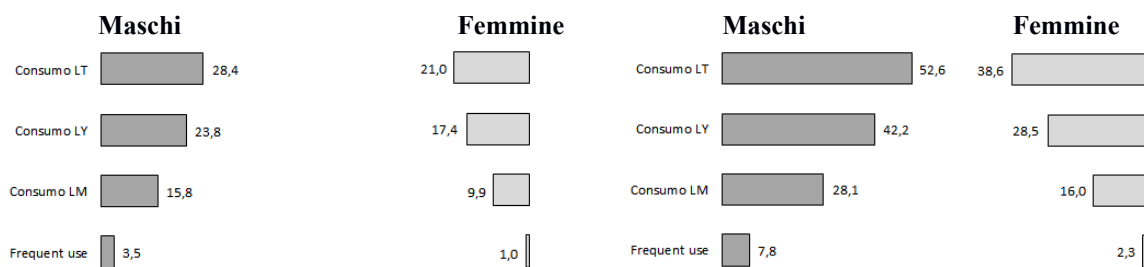 Maschi Femmine Maschi Femmine
Consumo LT 28,4 21,0 Consumo LT 52,6 38,6
Consumo LY 23,8 17,4 Consumo LY 42,2 28,5
Consumo LM 15,8 9,9 Consumo LM 28,1 16,0
Frequent use 3,5 1,0 Frequent use 7,8 2,3